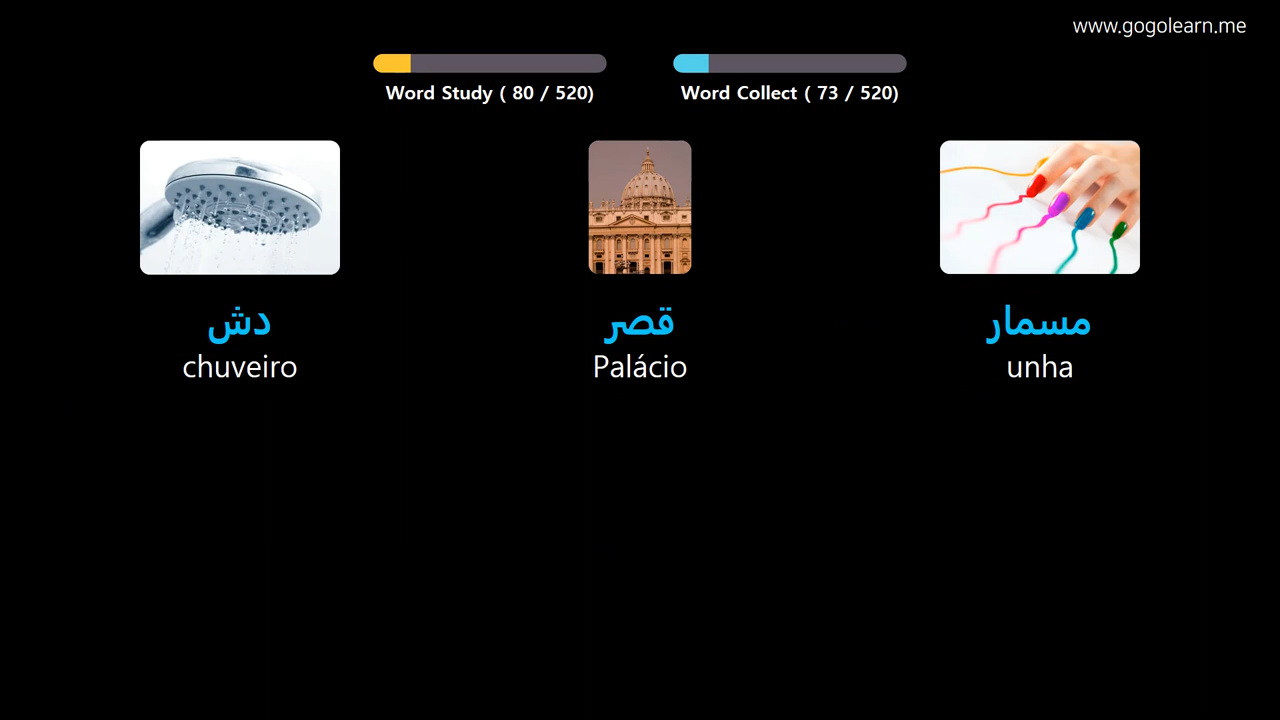 www.gogolearn.me
Word Study ( 80 / 520)
Word Collect ( 73 / 520)
دش
chuveiro
قصر
Palácio
مسمار
unha